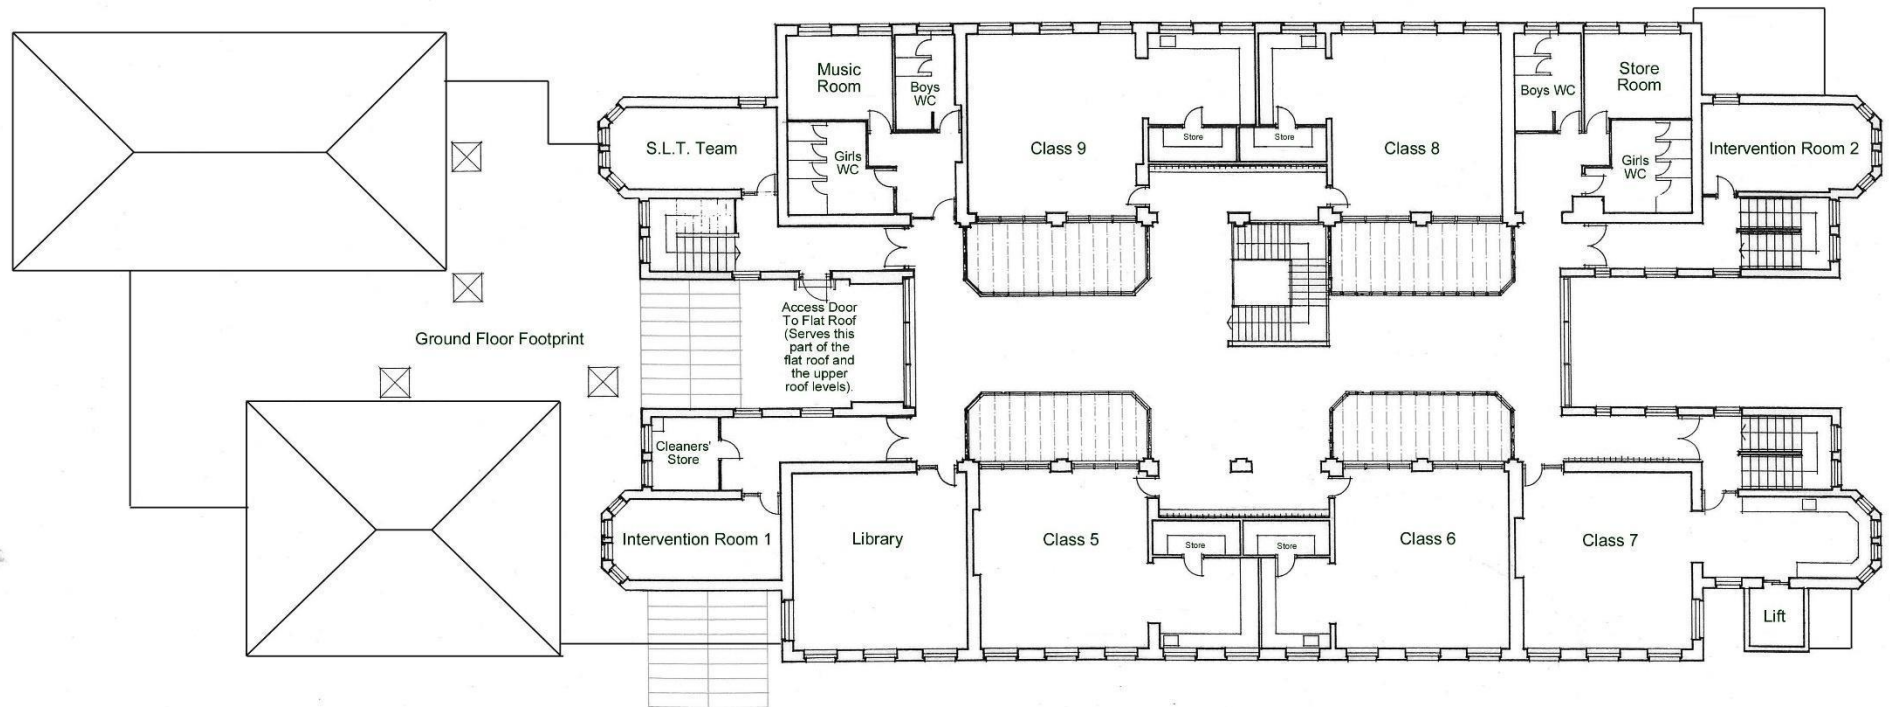 Music
Room
Boys
WC
S.L.T. Team
Girls
WC
Class 9
Store
Store
Class 8
Boys WC
Store
Room
Girls
WC
Intervention Room 2
Access Door
To Flat Roof
(Serves this
part of the
flat roof and
the upper
roof levels).
Ground Floor Footprint
Cleaners'
Store
Intervention Room 1
Library
Class 5
Store
Store
Class 6
Class 7
Lift